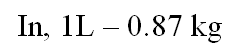 In, 1L – 0.87 kg